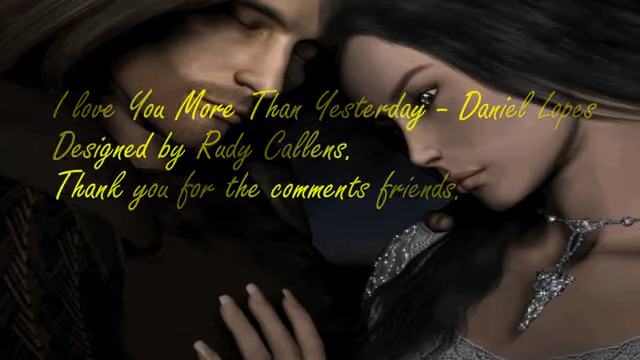 I love You More Than Yesterday - Daniel Lopes
Designed by Rudy Callens.
Thank you for the comments friends.